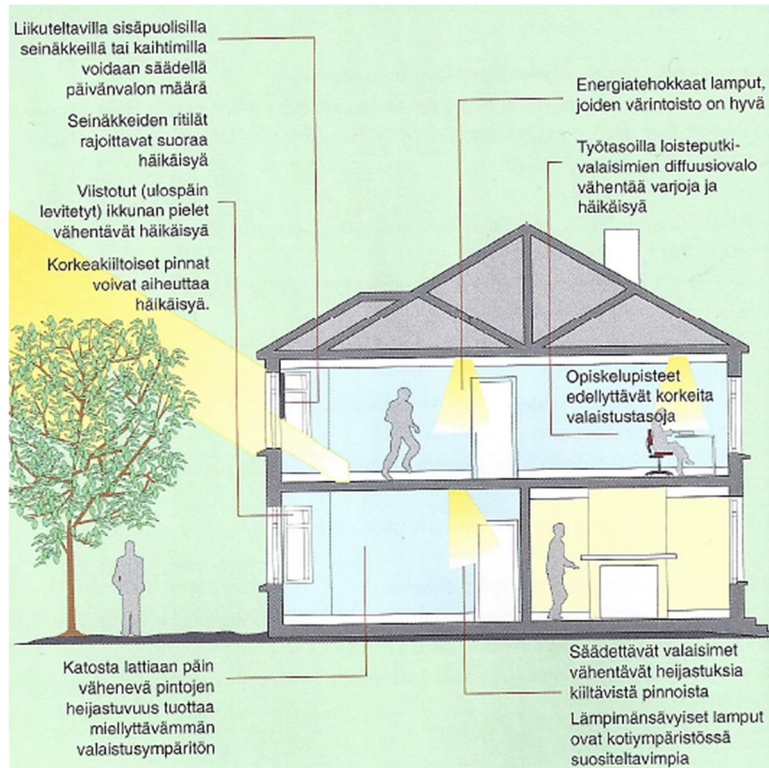 Liikuteltavilla sisäpuolisilla
seinäkkeillä tai kaihtimilla
voidaan säädellä
päivänvalon määrä
Seinäkkeiden ritilät
rajoittavat suoraa
häikäisyä
Viistotut (ulospäin
levitetyt) ikkunan pielet
vähentävät häikäisyä
Korkeakiiltoiset pinnat
voivat aiheuttaa
häikäisyä.
Energiatehokkaat lamput,
joiden värintoisto on hyvä
Työtasoilla loisteputki-
valaisimien diffuusiovalo
vähentää varjoja ja
häikäisyä
Opiskelupisteet
edellyttävät korkeita
valaistustasoja
Katosta lattiaan päin
vähenevä pintojen
heijastuvuus tuottaa
miellyttävämmän
valaistusympäritön
Säädettävät valaisimet
vähentävät heijastuksia
kiiltävistä pinnoista
Lämpimänsävyiset lamput
ovat kotiympäristössä
suositeltavimpia